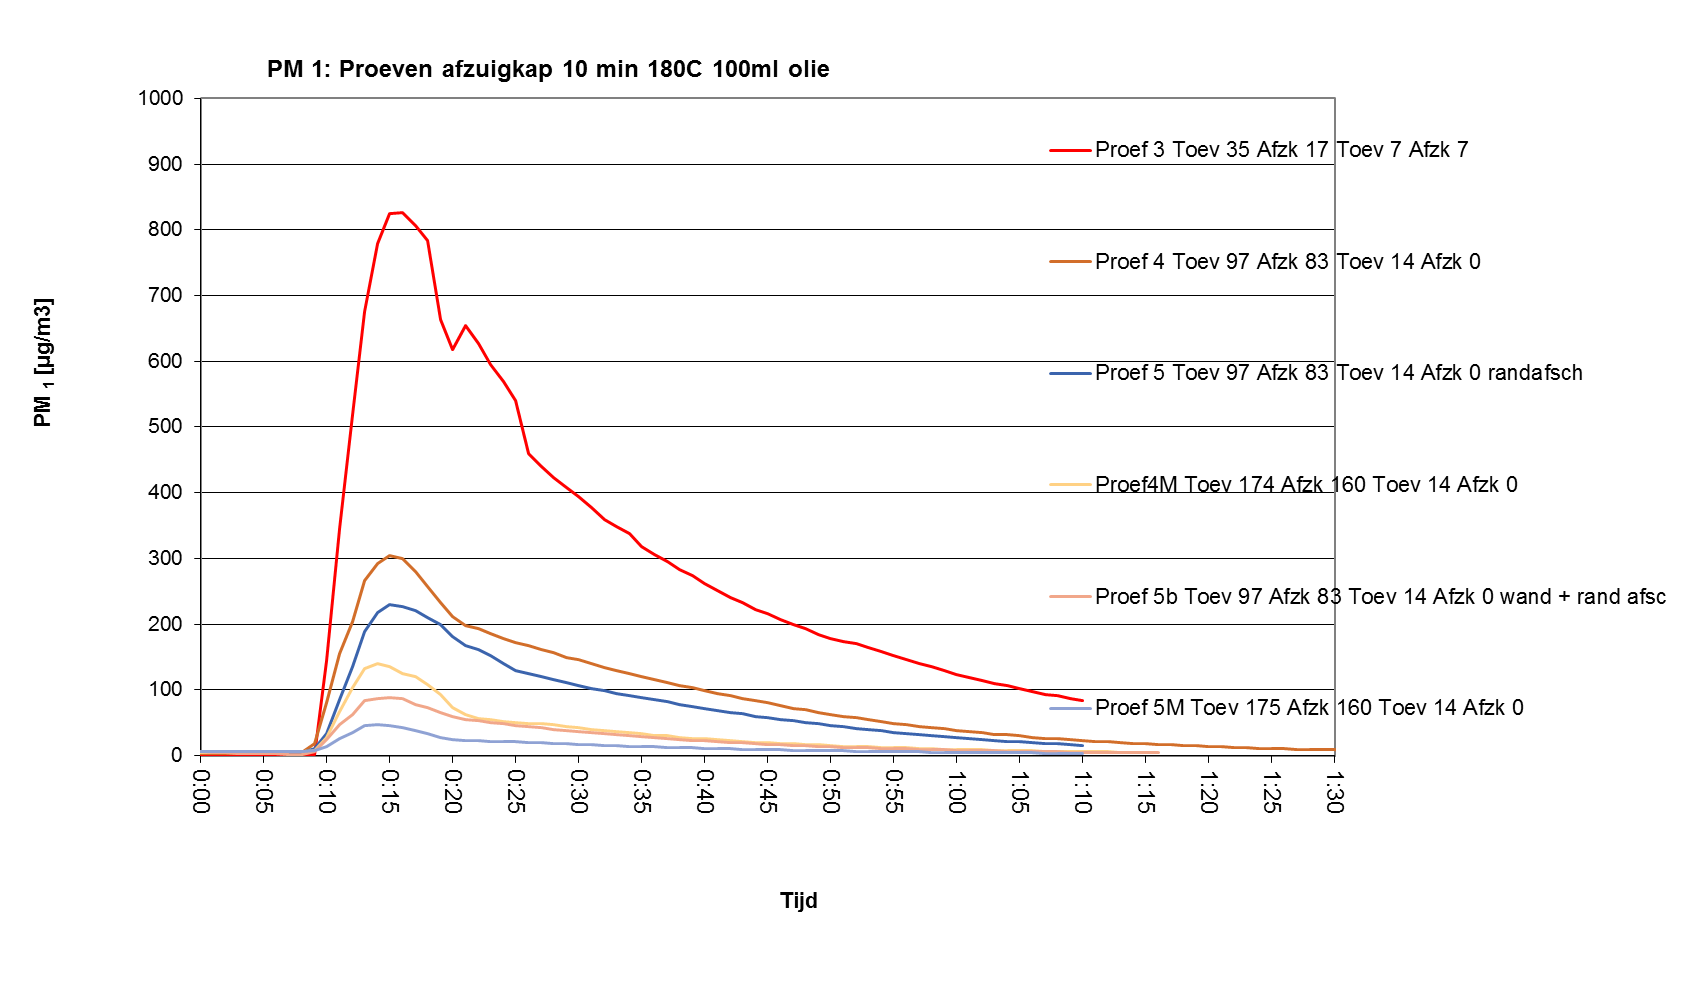 PM 1: Proeven afzuigkap 10 min 180C 100ml olie
1000
900
800
700
600
500
400
300
200
100
0
PM 1 [µg/m3]
Proef 3 Toev 35 Afzk 17 Toev 7 Afzk 7
Proef 4 Toev 97 Afzk 83 Toev 14 Afzk 0
Proef 5 Toev 97 Afzk 83 Toev 14 Afzk 0 randafsch
Proef4M Toev 174 Afzk 160 Toev 14 Afzk 0
Proef 5b Toev 97 Afzk 83 Toev 14 Afzk 0 wand + rand afsc
Proef 5M Toev 175 Afzk 160 Toev 14 Afzk 0
0:00 0:05 0:10 0:15 0:20 0:25 0:30 0:35 0:40 0:45 0:50 0:55 1:00 1:05 1:10 1:15 1:20 1:25 1:30
Tijd